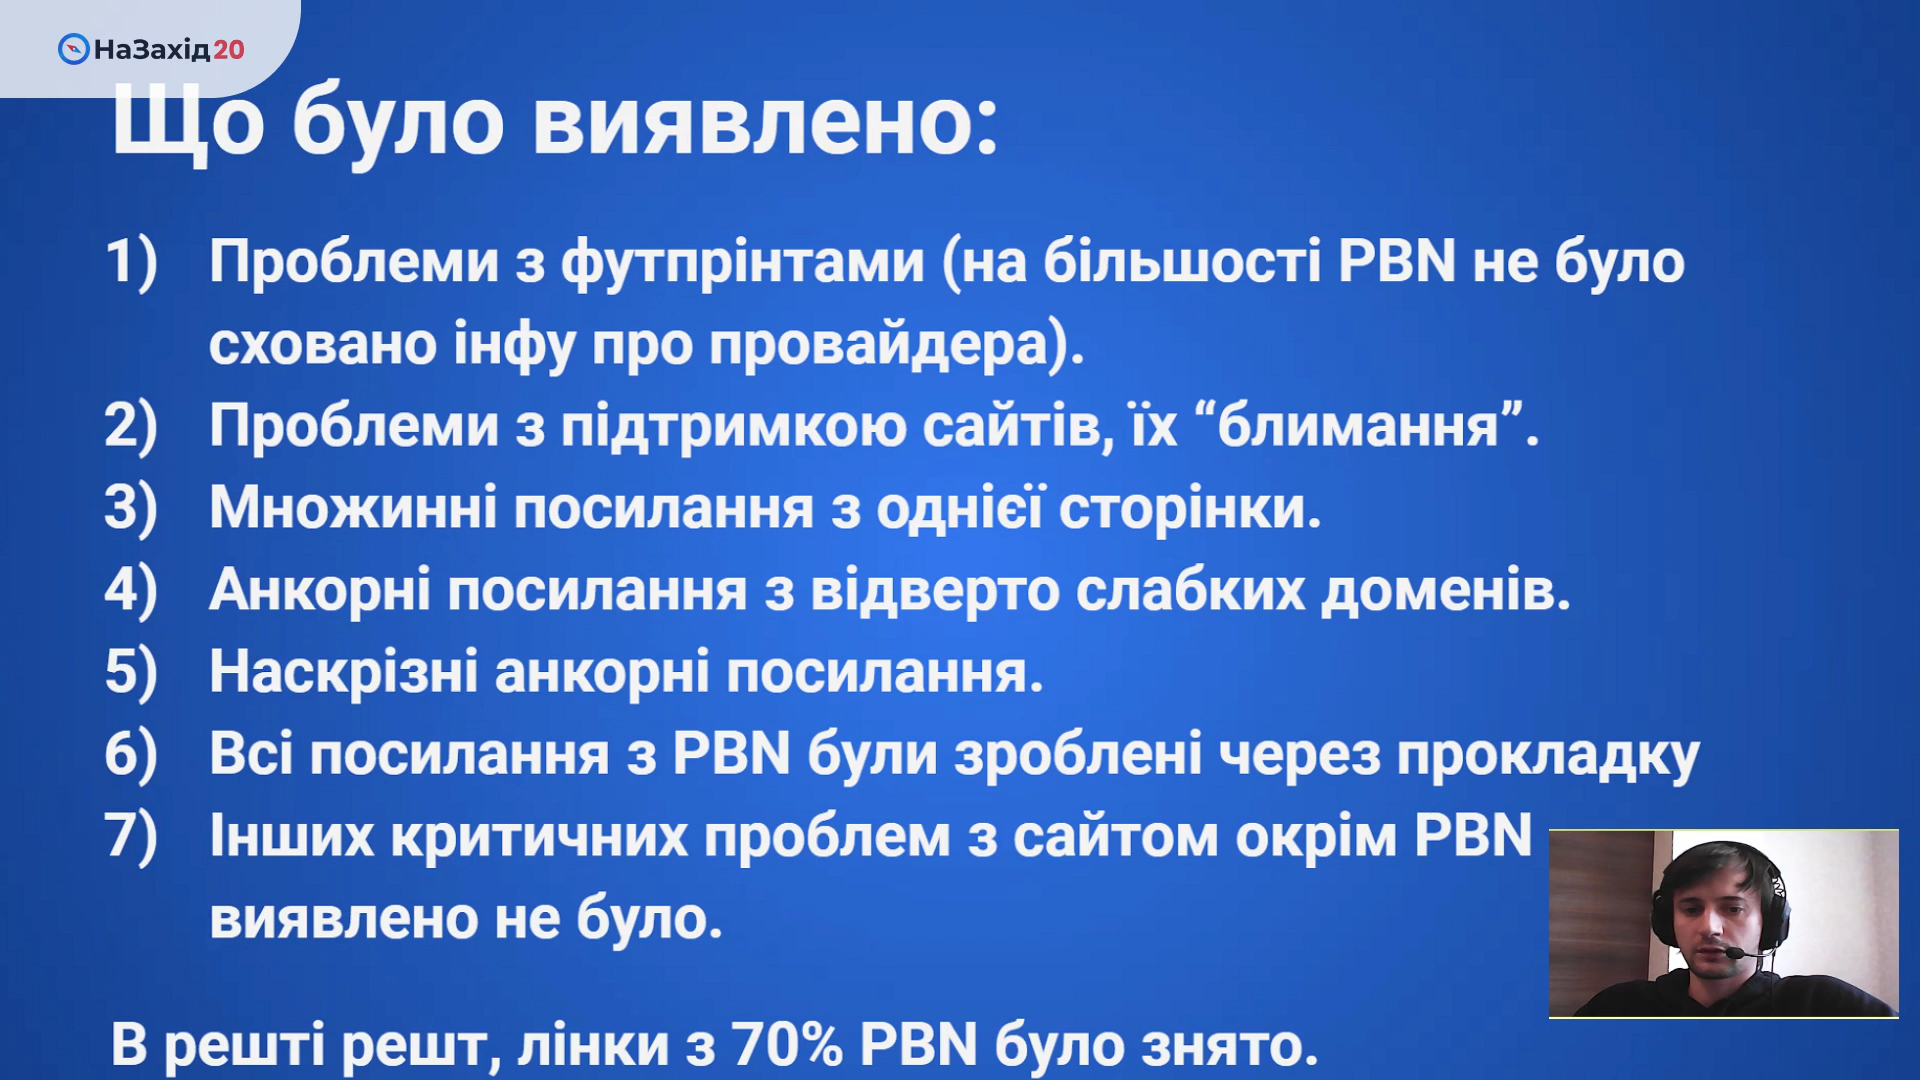 НаЗахід20
Що було виявлено:
1) Проблеми з футпрінтами (на більшості PBN не було
сховано інфу про провайдера).
2) Проблеми з підтримкою сайтів, їх “блимання”.
3) Множинні посилання з однієї сторінки.
4) Анкорні посилання з відверто слабких доменів.
5) Наскрізні анкорні посилання.
6) Всі посилання з PBN були зроблені через прокладку
7) Інших критичних проблем з сайтом окрім PBN
виявлено не було.
В решті решт, лінки з 70% PBN було знято.